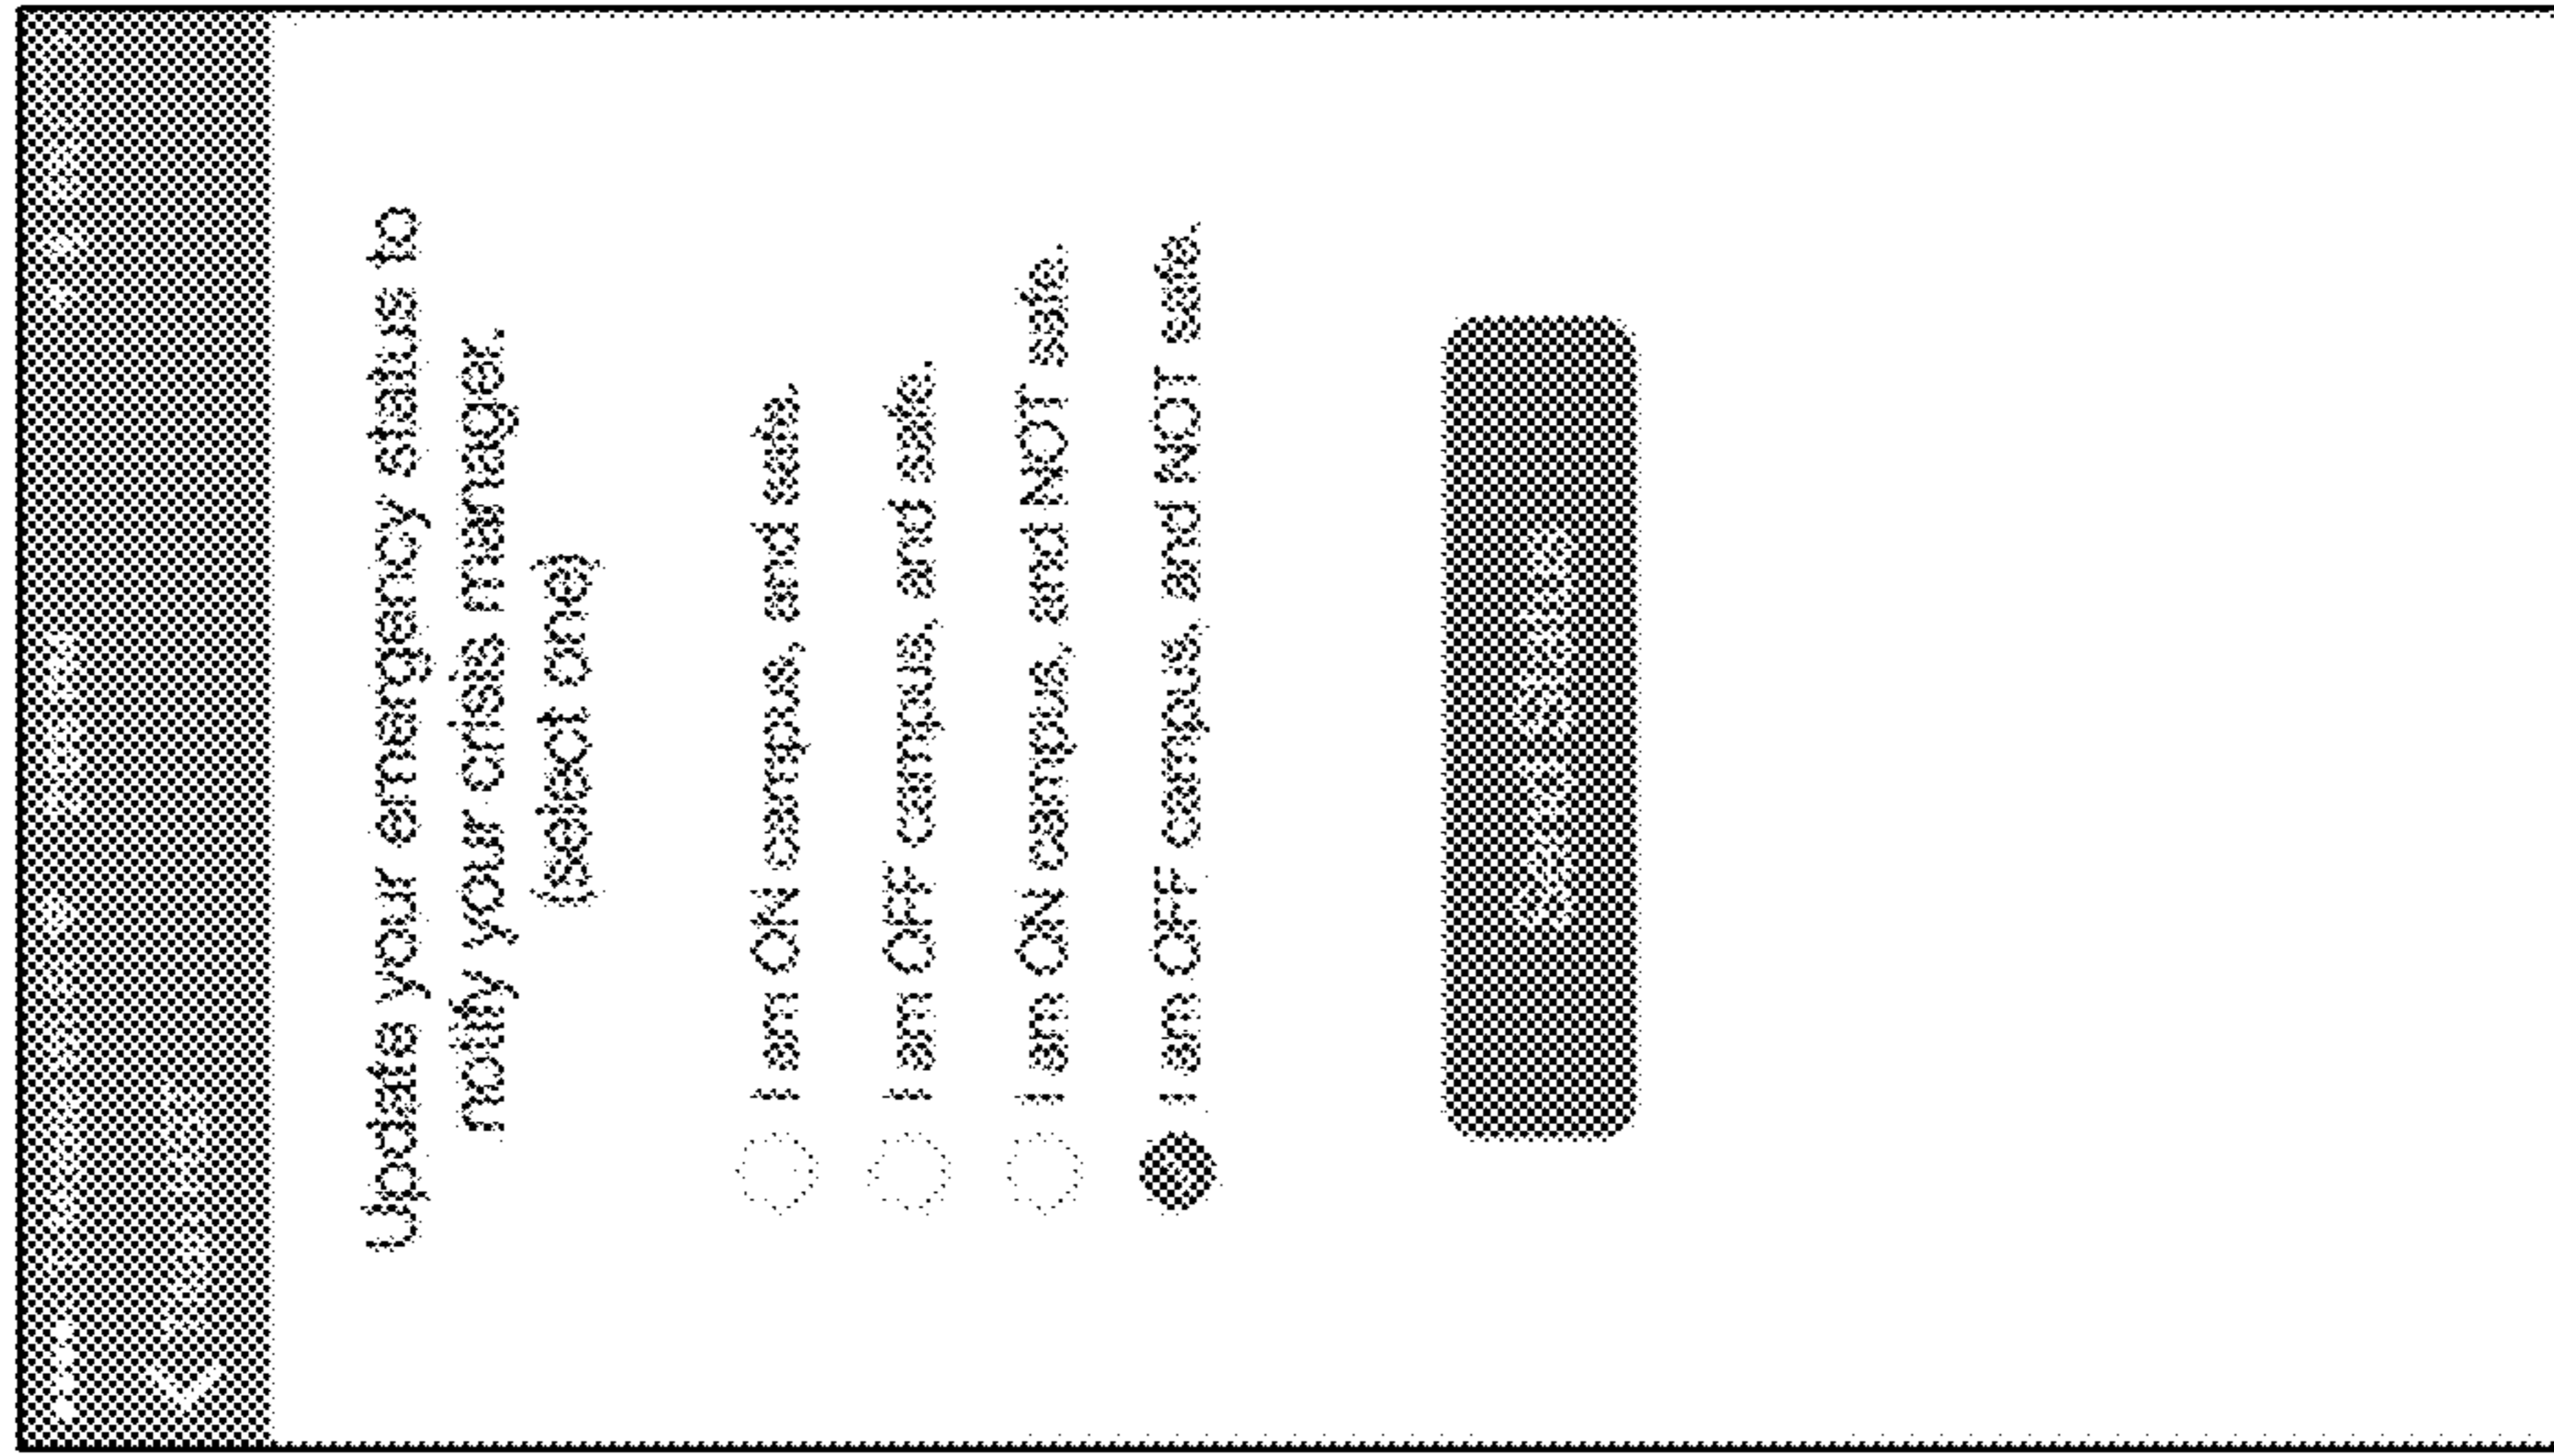 Update your emergency status to
notify your crisis manager.
(select one)
I am ON campus, and safe.
I am OFF campus, and safe.
I am ON campus, and NOT safe.
I am OFF campus, and NOT safe.